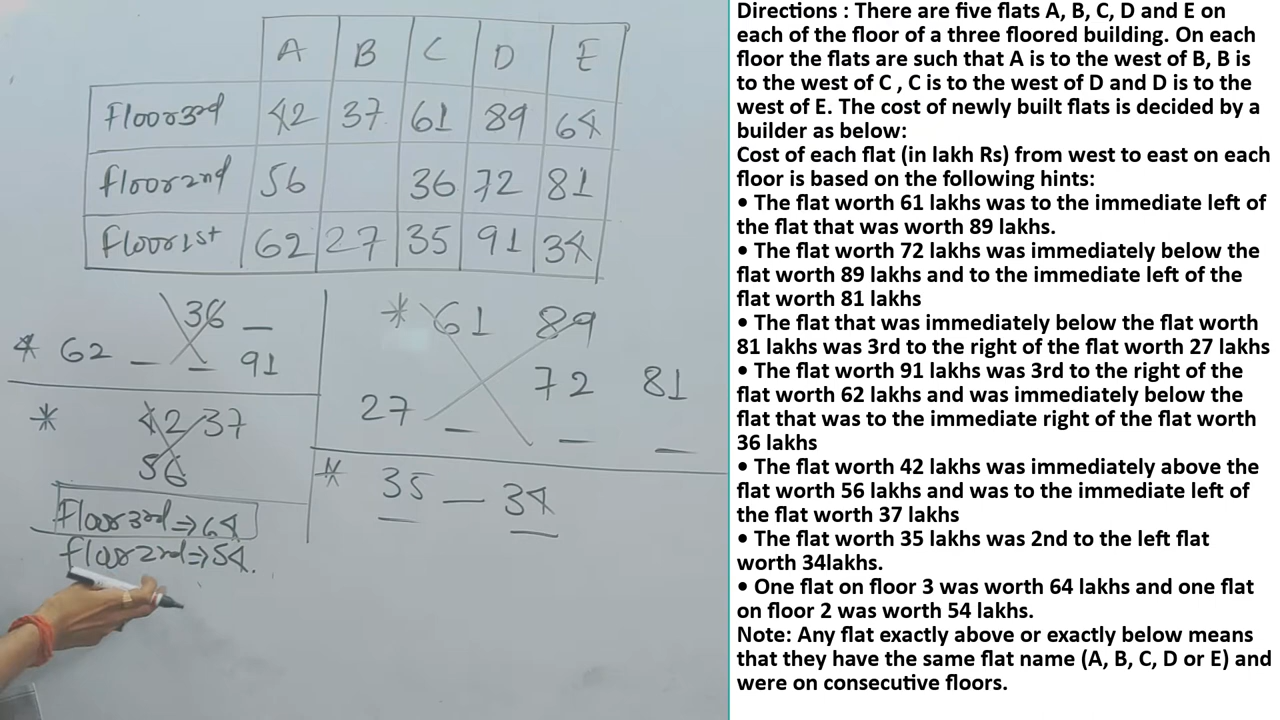 A B C D E
Floor3rd 42 37 61 89 64
floor2nd 56 36 72 81
floor1st 62 27 35 91 34
36 _
* 62 _ _ 91
* 42 37
56
floor3rd => 64
floor2nd => 54.
* 61 89
72 81
27 _ _ _
* 35 _ 34
Directions : There are five flats A, B, C, D and E on
each of the floor of a three floored building. On each
floor the flats are such that A is to the west of B, B is
to the west of C , C is to the west of D and D is to the
west of E. The cost of newly built flats is decided by a
builder as below:
Cost of each flat (in lakh Rs) from west to east on each
floor is based on the following hints:
• The flat worth 61 lakhs was to the immediate left of
the flat that was worth 89 lakhs.
• The flat worth 72 lakhs was immediately below the
flat worth 89 lakhs and to the immediate left of the
flat worth 81 lakhs
• The flat that was immediately below the flat worth
81 lakhs was 3rd to the right of the flat worth 27 lakhs
• The flat worth 91 lakhs was 3rd to the right of the
flat worth 62 lakhs and was immediately below the
flat that was to the immediate right of the flat worth
36 lakhs
• The flat worth 42 lakhs was immediately above the
flat worth 56 lakhs and was to the immediate left of
the flat worth 37 lakhs
• The flat worth 35 lakhs was 2nd to the left flat
worth 34lakhs.
• One flat on floor 3 was worth 64 lakhs and one flat
on floor 2 was worth 54 lakhs.
Note: Any flat exactly above or exactly below means
that they have the same flat name (A, B, C, D or E) and
were on consecutive floors.